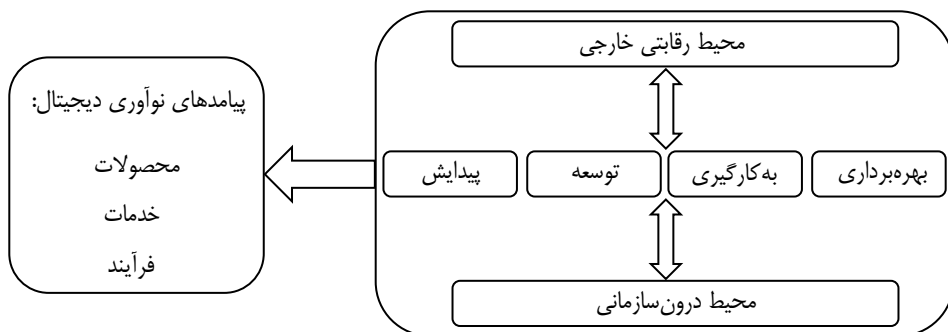 محیط رقابتی خارجی
بهره‌برداری
به‌کارگیری
توسعه
پیدایش
محیط درون‌سازمانی
پیامدهای نوآوری دیجیتال:
محصولات
خدمات
فرآیند